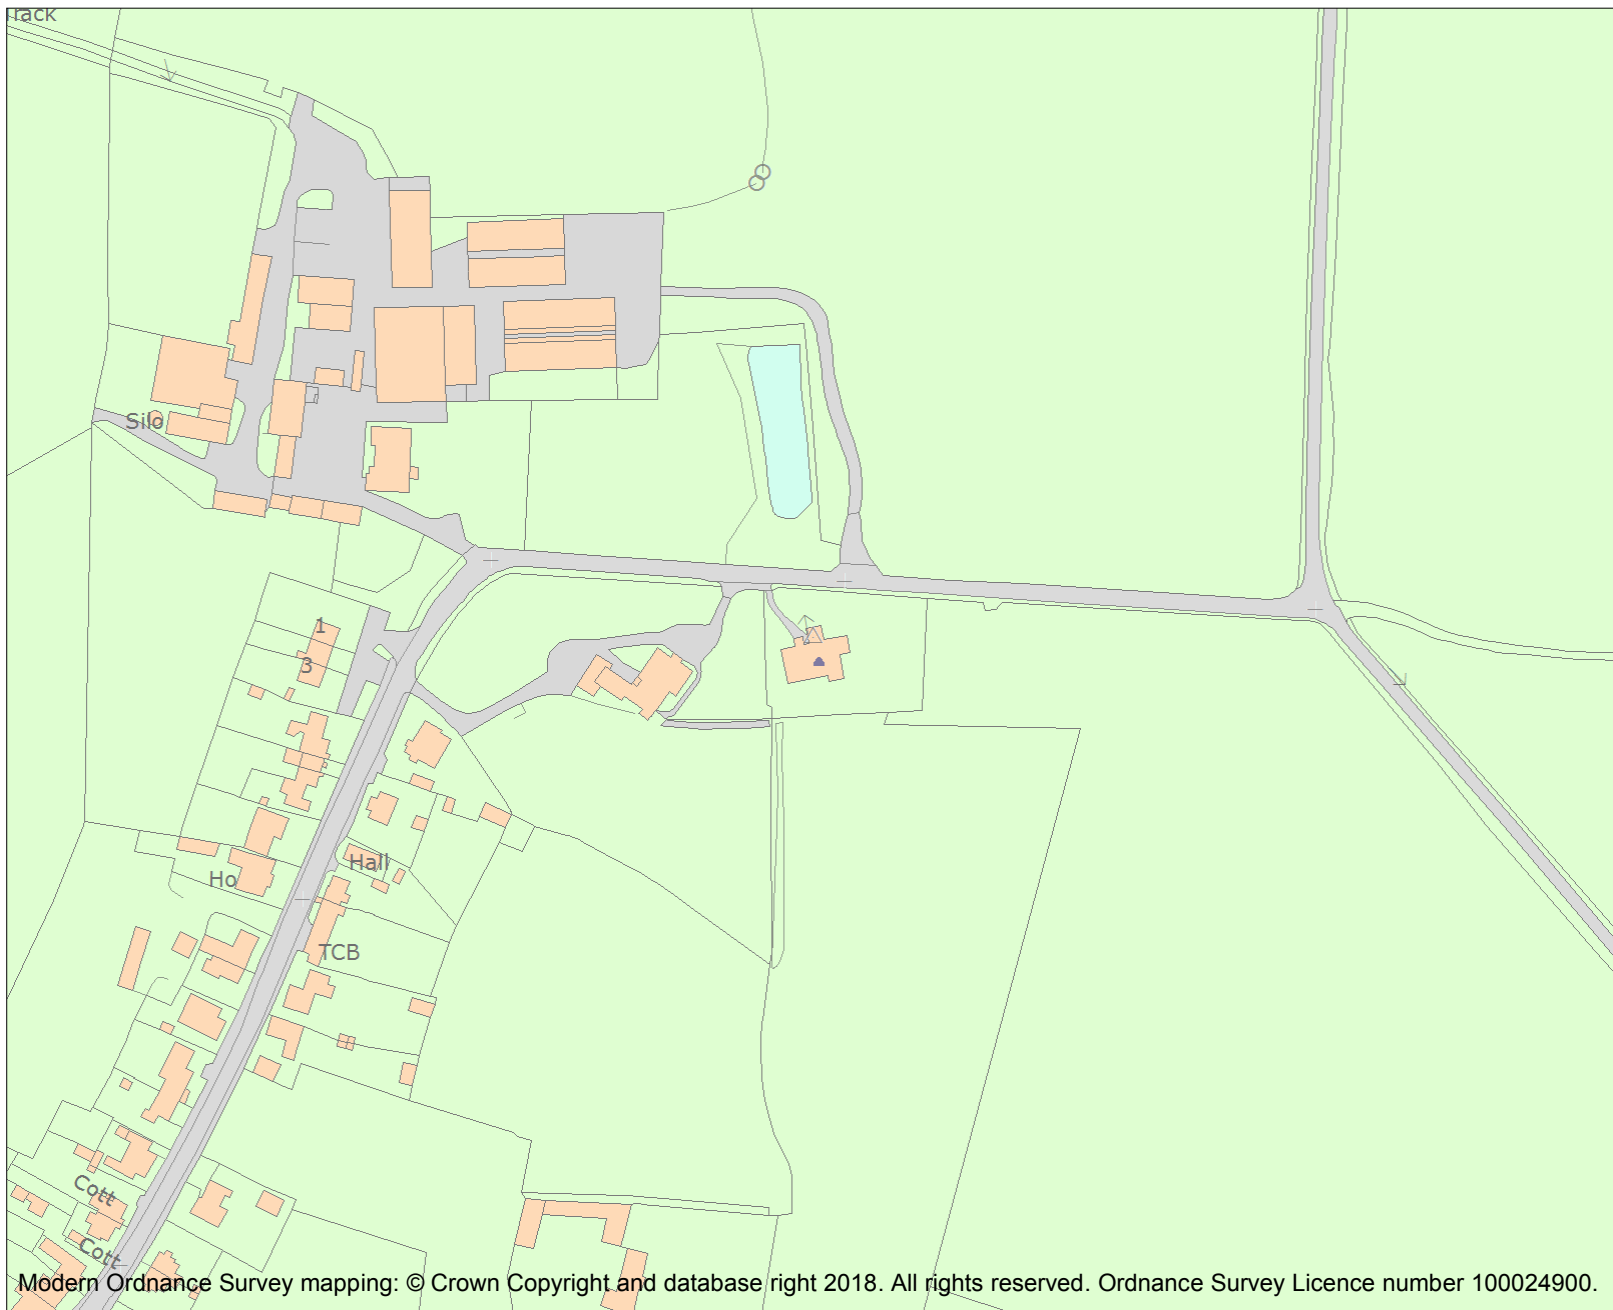 Track
Silo
1
3
Hall
Ho
TCB
Cott
Cott
Modern Ordnance Survey mapping: © Crown Copyright and database right 2018. All rights reserved. Ordnance Survey Licence number 100024900.